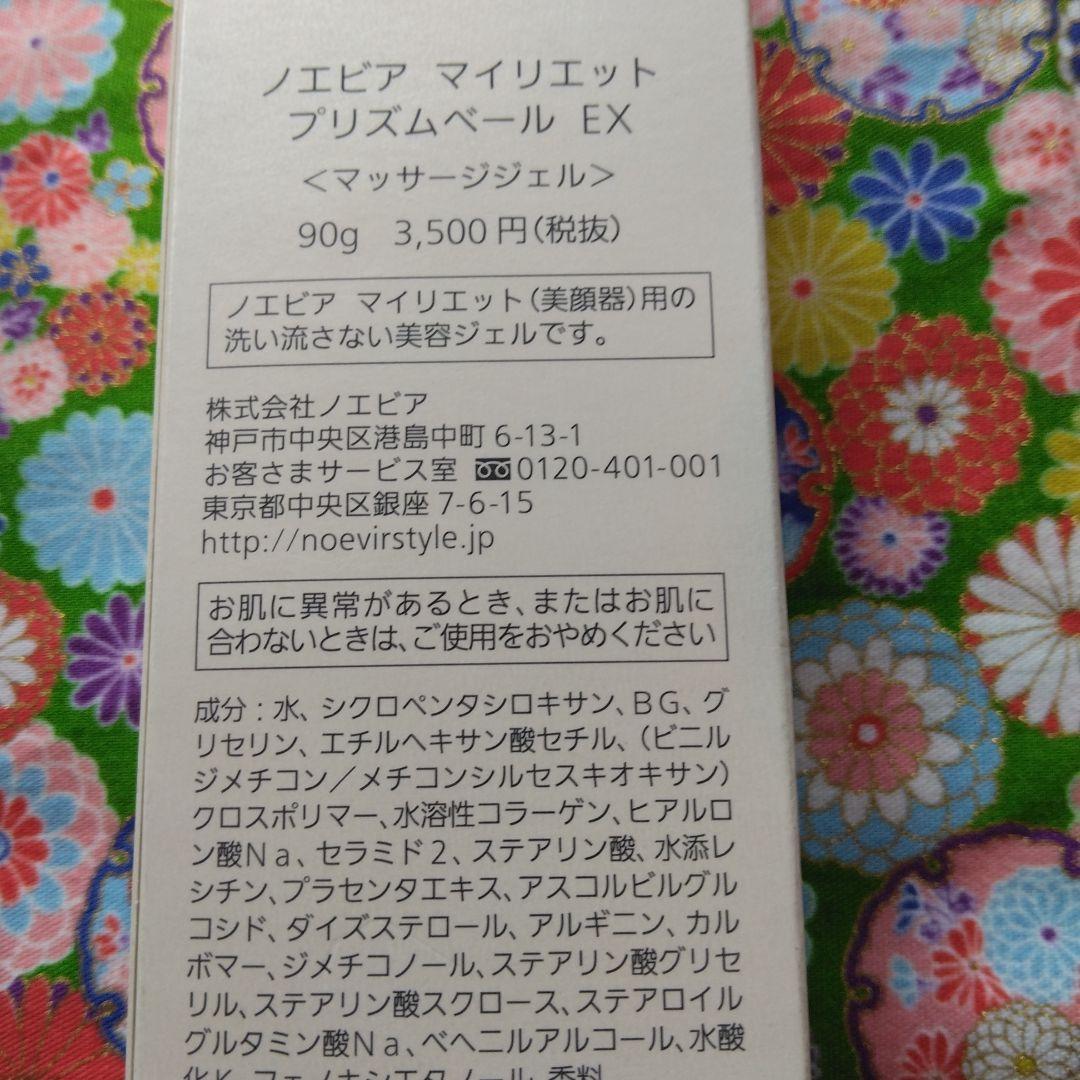 ノエビア マイリエット
プリズムベール EX
＜マッサージジェル＞
90g 3,500円（税抜）
ノエビア マイリエット（美顔器）用の
洗い流さない美容ジェルです。
株式会社ノエビア
神戸市中央区港島中町 6-13-1
お客さまサービス室 0120-401-001
東京都中央区銀座 7-6-15
http://noevirstyle.jp
お肌に異常があるとき、またはお肌に
合わないときは、ご使用をおやめください
成分：水、シクロペンタシロキサン、ＢＧ、グ
リセリン、エチルヘキサン酸セチル、（ビニル
ジメチコン／メチコンシルセスキオキサン）
クロスポリマー、水溶性コラーゲン、ヒアルロ
ン酸Ｎａ、セラミド２、ステアリン酸、水添レ
シチン、プラセンタエキス、アスコルビルグル
コシド、ダイズステロール、アルギニン、カル
ボマー、ジメチコノール、ステアリン酸グリセ
リル、ステアリン酸スクロース、ステアロイル
グルタミン酸Ｎａ、ベヘニルアルコール、水酸
化Ｋ、フェノキシエタノール、香料